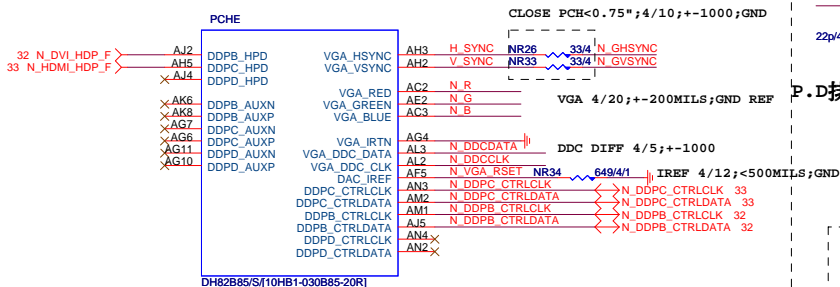 CLOSE PCH<0.75";4/10;+-1000;GND
PCHE
22p/4
32 N_DVI_HDP_F AJ2 DDPB_HPD VGA_HSYNC AH3 H_SYNC NR26 33/4 N_GHSYNC
33 N_HDMI_HDP_F AH5 DDPC_HPD VGA_VSYNC AH2 V_SYNC NR33 33/4 N_GVSYNC
AJ4 DDPD_HPD
VGA_RED AC2 N_R
P.D
AK6 DDPB_AUXN VGA_GREEN AE2 N_G VGA 4/20;+-200MILS;GND REF
AK8 DDPB_AUXP VGA_BLUE AC3 N_B
AG7 DDPC_AUXN
AG6 DDPC_AUXP VGA_IRTN AG4
AG11 DDPD_AUXN VGA_DDC_DATA AL3 N_DDCDATA DDC DIFF 4/5;+-1000
AG10 DDPD_AUXP VGA_DDC_CLK AL2 N_DDCCLK
DAC_IREF AF5 N_VGA_RSET NR34 649/4/1 IREF 4/12;<500MILS;GND
DDPC_CTRLCLK AN3 N_DDPC_CTRLCLK N_DDPC_CTRLCLK 33
DDPC_CTRLDATA AM2 N_DDPC_CTRLDATA N_DDPC_CTRLDATA 33
DDPB_CTRLCLK AM1 N_DDPB_CTRLCLK N_DDPB_CTRLCLK 32
DDPB_CTRLDATA AJ5 N_DDPB_CTRLDATA N_DDPB_CTRLDATA 32
DDPD_CTRLCLK AN4
DDPD_CTRLDATA AN2
DH82B85/S/[10HB1-030B85-20R]